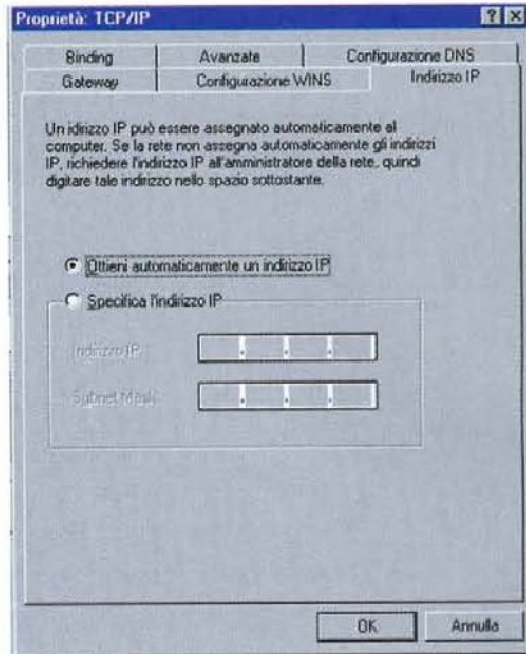 Proprietà: TCP/IP
Binding
Avanzate
Configurazione DNS
Gateway
Configurazione WINS
Indirizzo IP
Un idirizzo IP può essere assegnato automaticamente al
computer. Se la rete non assegna automaticamente gli indirizzi
IP, richiedere l'indirizzo IP all'amministratore della rete, quindi
digitare tale indirizzo nello spazio sottostante.
Ottieni automaticamente un indirizzo IP
Specifica l'indirizzo IP
Indirizzo IP:
Subnet Mask:
OK
Annulla